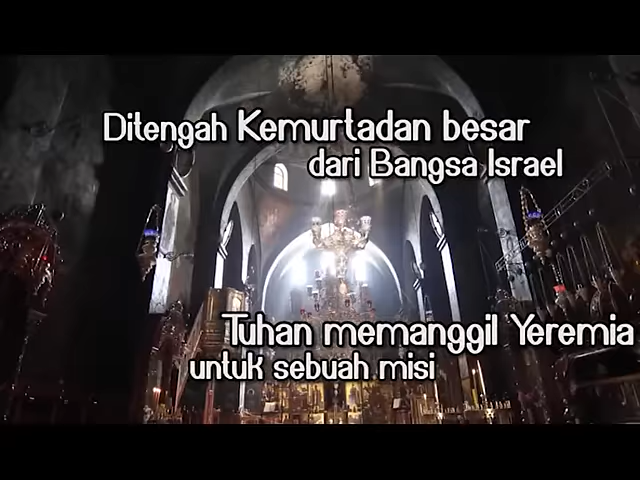 Ditengah Kemurtadan besar
dari Bangsa Israel
Tuhan memanggil Yeremia
untuk sebuah misi